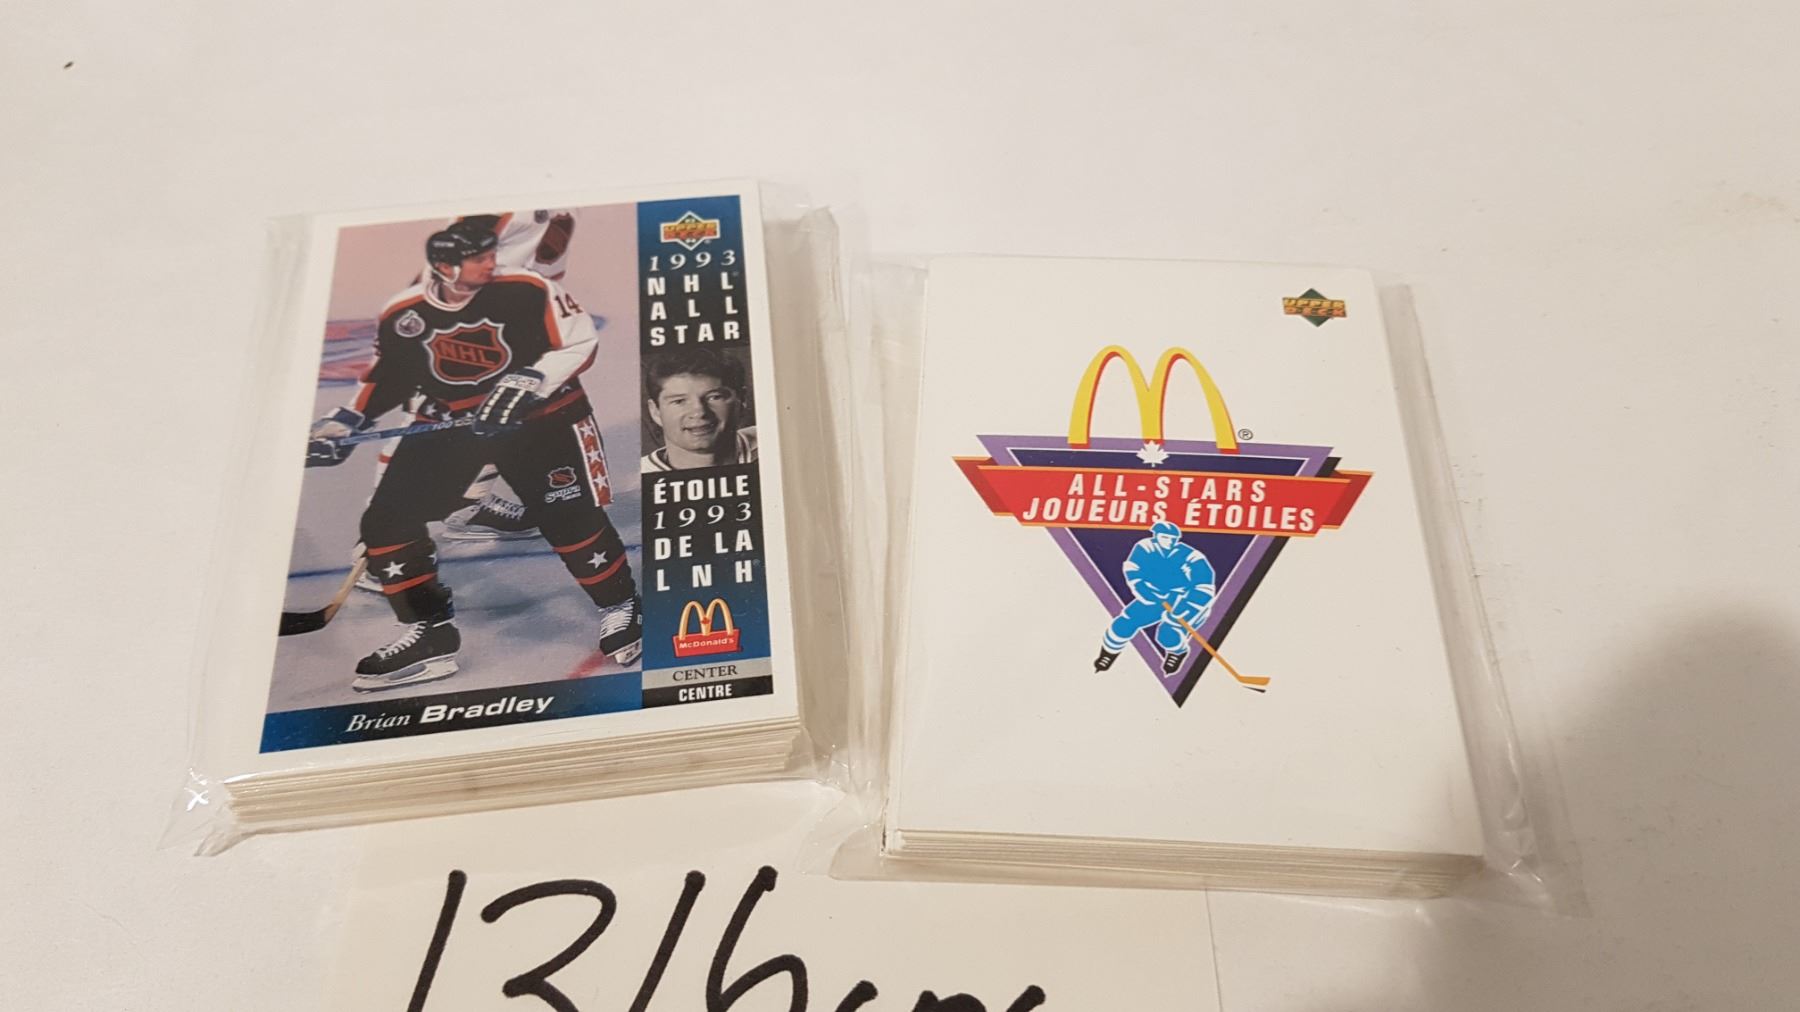 UPPER DECK
1993
NHL
ALL
STAR
14
NHL
ÉTOILE
1993
DE LA
LNH
McDonald's
CENTER
CENTRE
Brian Bradley
UPPER
DECK
ALL-STARS
JOUEURS ÉTOILES